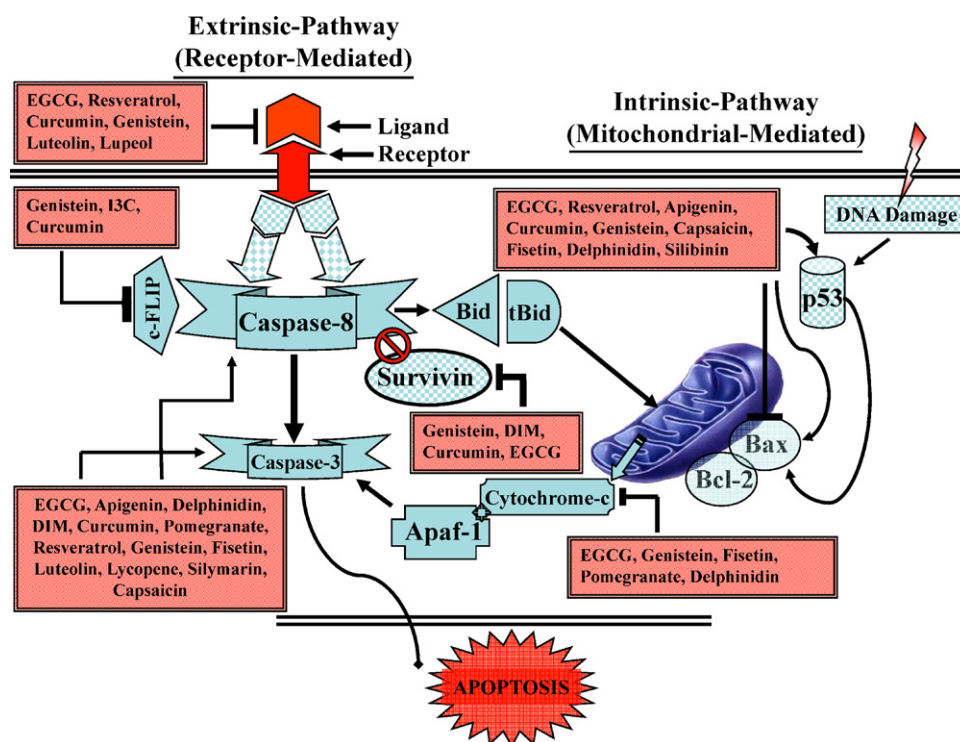 Extrinsic-Pathway
(Receptor-Mediated)
EGCG, Resveratrol,
Curcumin, Genistein,
Luteolin, Lupeol
Ligand
Receptor
Intrinsic-Pathway
(Mitochondrial-Mediated)
Genistein, I3C,
Curcumin
EGCG, Resveratrol, Apigenin,
Curcumin, Genistein, Capsaicin,
Fisetin, Delphinidin, Silibinin
DNA Damage
p53
c-FLIP
Caspase-8
Bid
tBid
Survivin
Genistein, DIM,
Curcumin, EGCG
Bax
Bcl-2
Caspase-3
Cytochrome-c
Apaf-1
EGCG, Apigenin, Delphinidin,
DIM, Curcumin, Pomegranate,
Resveratrol, Genistein, Fisetin,
Luteolin, Lycopene, Silymarin,
Capsaicin
EGCG, Genistein, Fisetin,
Pomegranate, Delphinidin
APOPTOSIS